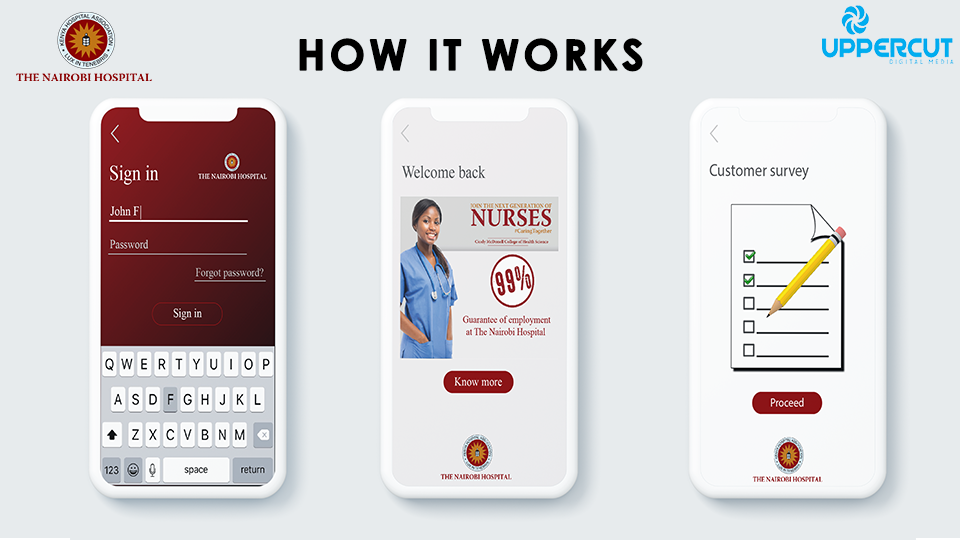 KENYA HOSPITAL ASSOCIATION
LUX IN TENEBRIS
THE NAIROBI HOSPITAL
HOW IT WORKS
UPPERCUT
DIGITAL MEDIA
Sign in
THE NAIROBI HOSPITAL
John F
Password
Forgot password?
Sign in
Q W E R T Y U I O P
A S D F G H J K L
Z X C V B N M
123 space return
Welcome back
JOIN THE NEXT GENERATION OF
NURSES
#CaringTogether
Cicely McDonell College of Health Sciences
99%
Guarantee of employment
at The Nairobi Hospital
Know more
THE NAIROBI HOSPITAL
Customer survey
Proceed
THE NAIROBI HOSPITAL